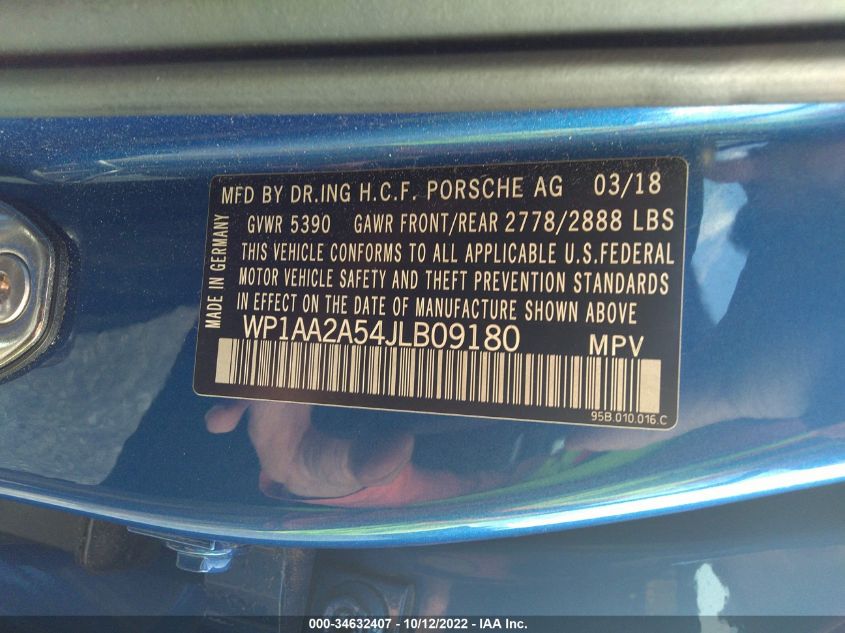 MFD BY DR.ING H.C.F. PORSCHE AG 03/18
GVWR 5390 GAWR FRONT/REAR 2778/2888 LBS
THIS VEHICLE CONFORMS TO ALL APPLICABLE U.S.FEDERAL
MOTOR VEHICLE SAFETY AND THEFT PREVENTION STANDARDS
IN EFFECT ON THE DATE OF MANUFACTURE SHOWN ABOVE
MADE IN GERMANY
WP1AA2A54JLB09180 MPV
95B.010.016.C
000-34632407 - 10/12/2022 - IAA Inc.